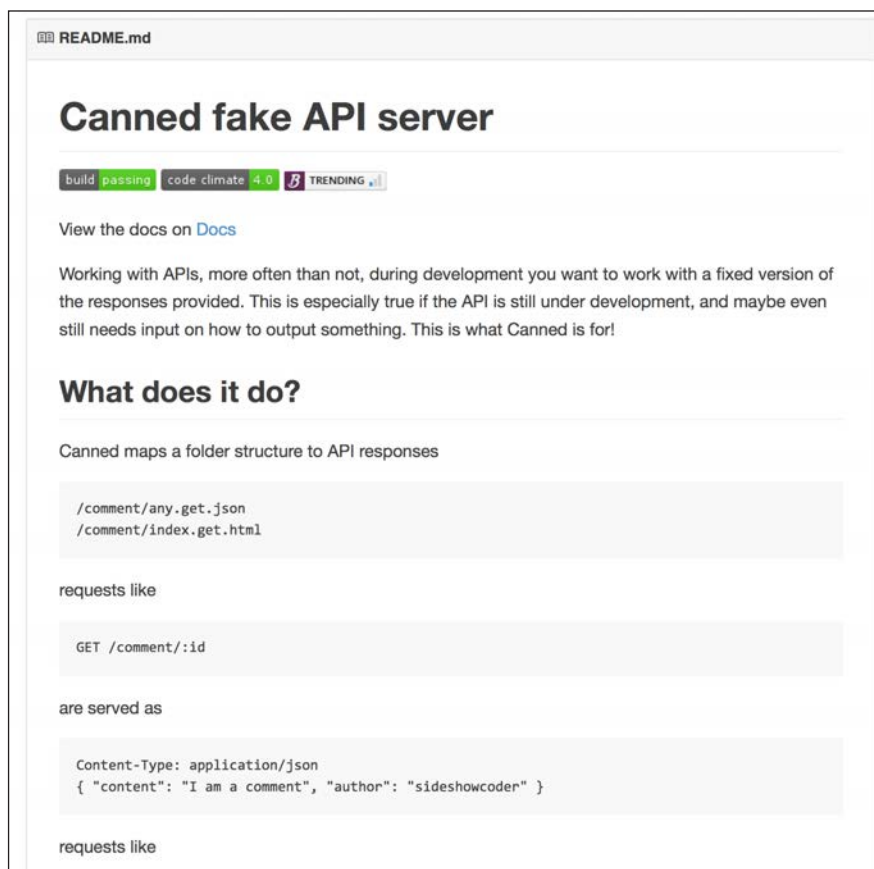 README.md
Canned fake API server
build passing code climate 4.0 B TRENDING
View the docs on Docs
Working with APIs, more often than not, during development you want to work with a fixed version of
the responses provided. This is especially true if the API is still under development, and maybe even
still needs input on how to output something. This is what Canned is for!
What does it do?
Canned maps a folder structure to API responses
/comment/any.get.json
/comment/index.get.html
requests like
GET /comment/:id
are served as
Content-Type: application/json
{ "content": "I am a comment", "author": "sideshowcoder" }
requests like